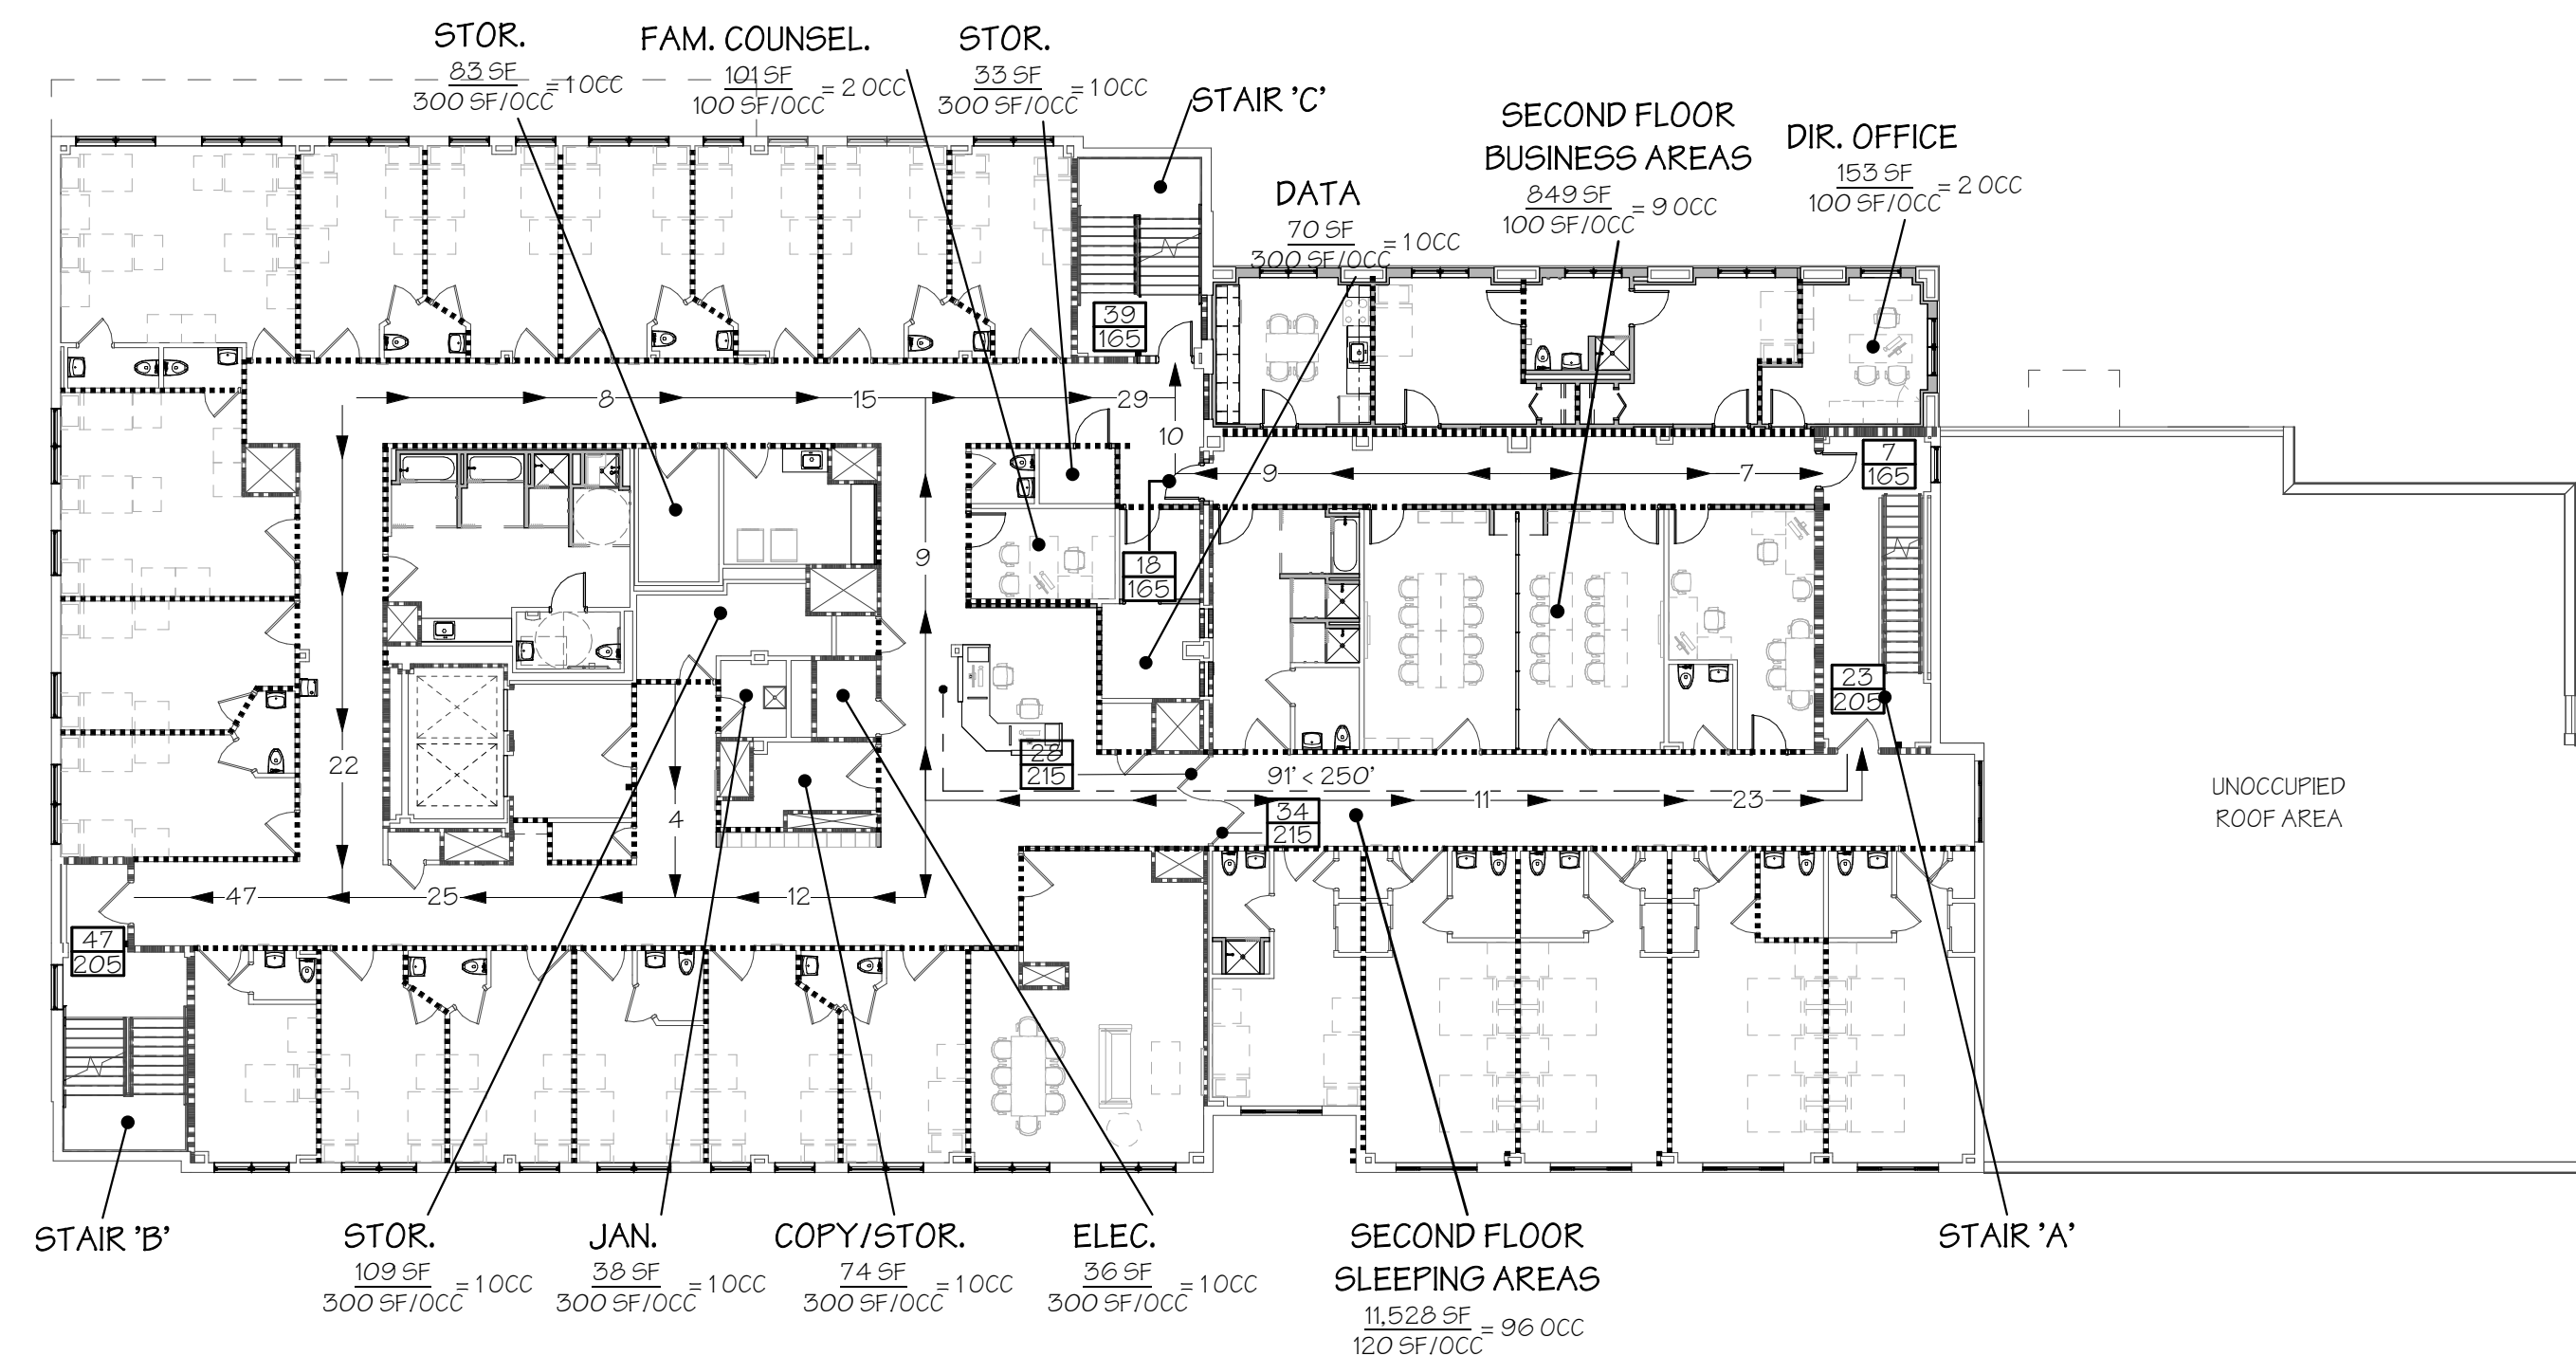 STOR.
83 SF
300 SF/OCC = 1 OCC
FAM. COUNSEL.
101 SF
100 SF/OCC = 2 OCC
STOR.
33 SF
300 SF/OCC = 1 OCC
STAIR 'C'
SECOND FLOOR
BUSINESS AREAS
849 SF
100 SF/OCC = 9 OCC
DIR. OFFICE
153 SF
100 SF/OCC = 2 OCC
DATA
70 SF
300 SF/OCC = 1 OCC
39
165
8
15
29
10
9
7
7
165
9
18
165
22
23
205
28
215
91' < 250'
11
23
34
215
4
UNOCCUPIED
ROOF AREA
47
25
12
47
205
STAIR 'B'
STOR.
109 SF
300 SF/OCC = 1 OCC
JAN.
38 SF
300 SF/OCC = 1 OCC
COPY/STOR.
74 SF
300 SF/OCC = 1 OCC
ELEC.
36 SF
300 SF/OCC = 1 OCC
SECOND FLOOR
SLEEPING AREAS
11,528 SF
120 SF/OCC = 96 OCC
STAIR 'A'